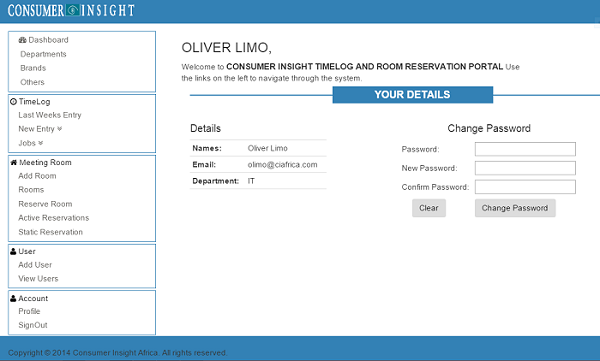 CONSUMER INSIGHT
Dashboard
Departments
Brands
Others
TimeLog
Last Weeks Entry
New Entry
Jobs
Meeting Room
Add Room
Rooms
Reserve Room
Active Reservations
Static Reservation
User
Add User
View Users
Account
Profile
SignOut
OLIVER LIMO,
Welcome to CONSUMER INSIGHT TIMELOG AND ROOM RESERVATION PORTAL Use
the links on the left to navigate through the system.
YOUR DETAILS
Details
Names: Oliver Limo
Email: olimo@ciafrica.com
Department: IT
Change Password
Password:
New Password:
Confirm Password:
Clear Change Password
Copyright © 2014 Consumer Insight Africa. All rights reserved.